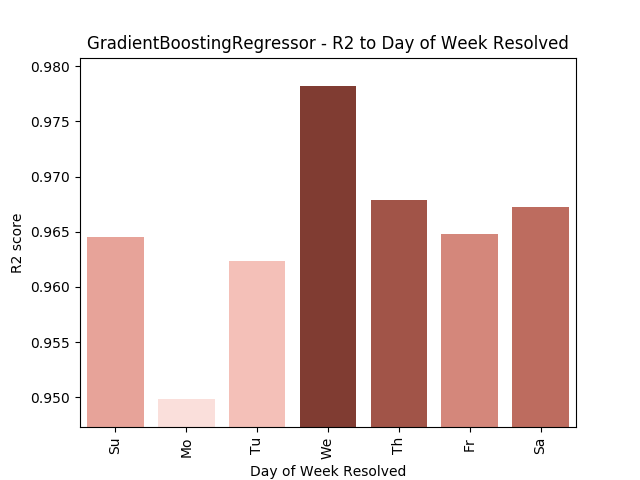 GradientBoostingRegressor - R2 to Day of Week Resolved
0.980
0.975
0.970
0.965
0.960
0.955
0.950
R2 score
Su
Mo
Tu
We
Th
Fr
Sa
Day of Week Resolved